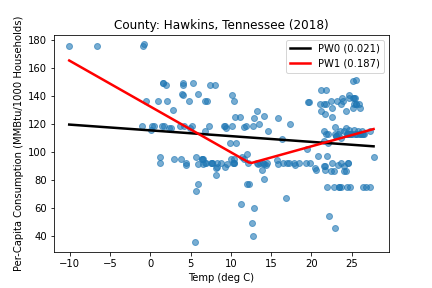 County: Hawkins, Tennessee (2018)
PW0 (0.021)
PW1 (0.187)
Per-Capita Consumption (MMBtu/1000 Households)
180
160
140
120
100
80
60
40
−10 −5 0 5 10 15 20 25
Temp (deg C)